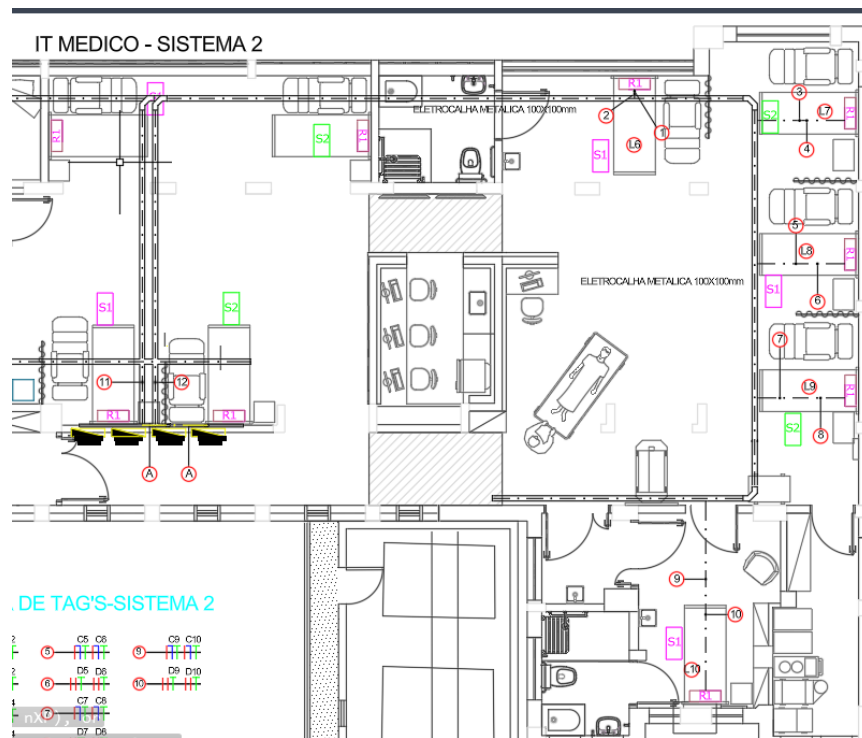 IT MEDICO - SISTEMA 2
ELETROCALHA METALICA 100X100mm
R1
S2
R1
2
1
R1
S1
L6
3
S2
L7
R1
4
5
L8
R1
S1
6
ELETROCALHA METALICA 100X100mm
S1
S2
7
11
12
L9
R1
R1
R1
S2
8
A
A
9
10
S1
L10
R1
DE TAG'S-SISTEMA 2
C5 C6
C9 C10
5
9
D5 D6
D9 D10
6
10
C7 C8
7
D7 D8